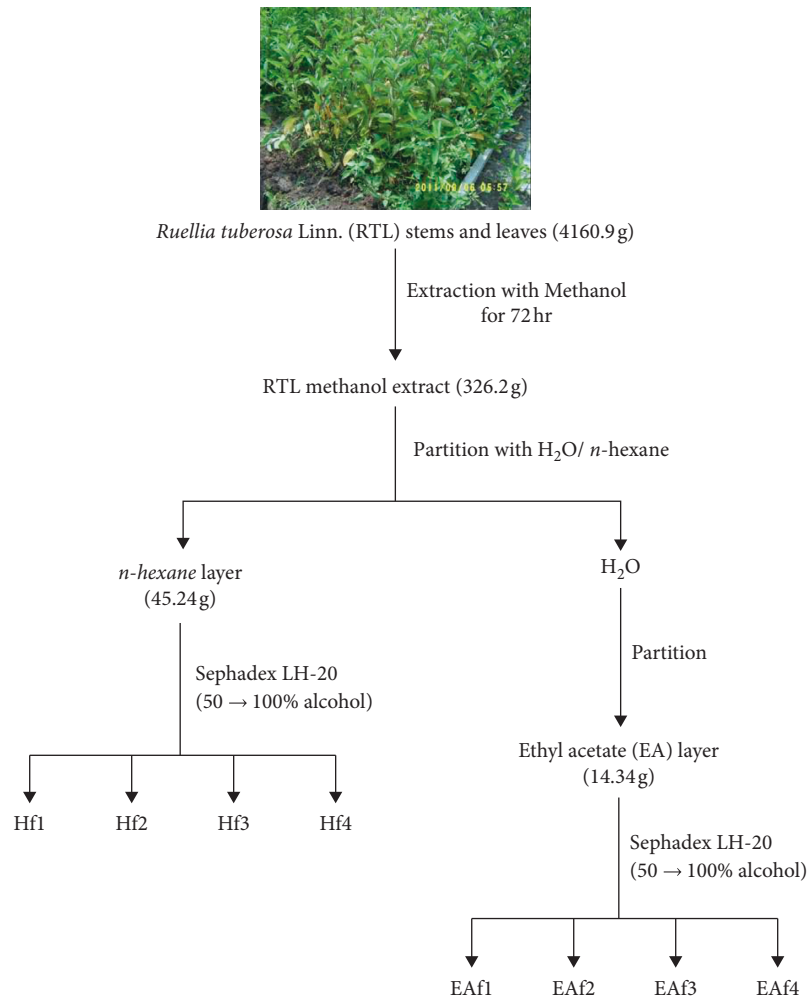 2011/09/06 05:57
Ruellia tuberosa Linn. (RTL) stems and leaves (4160.9 g)
Extraction with Methanol
for 72 hr
RTL methanol extract (326.2 g)
Partition with H₂O/ n-hexane
n-hexane layer
(45.24 g)
H₂O
Sephadex LH-20
(50 → 100% alcohol)
Partition
Hf1 Hf2 Hf3 Hf4
Ethyl acetate (EA) layer
(14.34 g)
Sephadex LH-20
(50 → 100% alcohol)
EAf1 EAf2 EAf3 EAf4